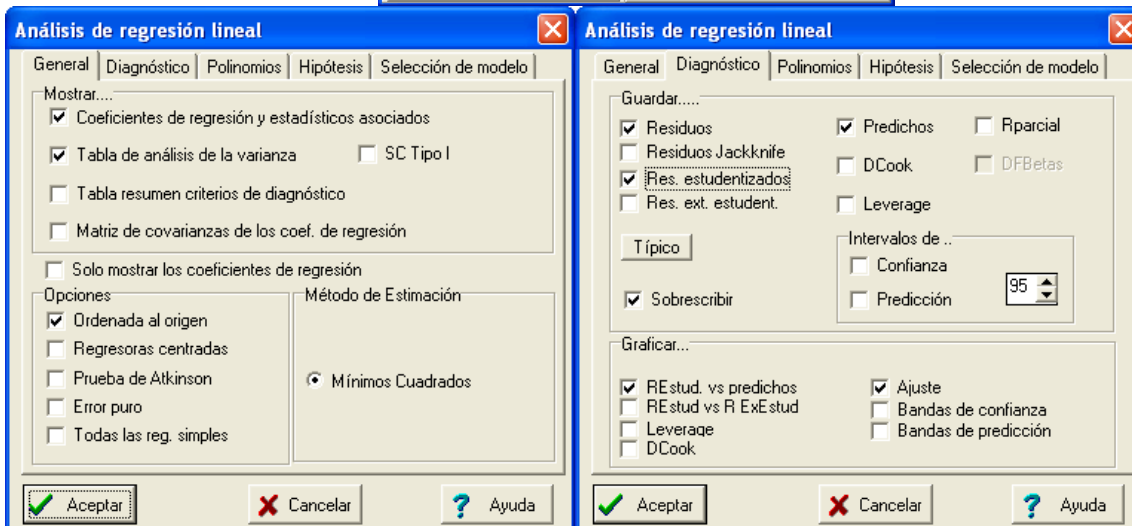 Análisis de regresión lineal
General Diagnóstico Polinomios Hipótesis Selección de modelo
Mostrar....
Coeficientes de regresión y estadísticos asociados
Tabla de análisis de la varianza SC Tipo I
Tabla resumen criterios de diagnóstico
Matriz de covarianzas de los coef. de regresión
Solo mostrar los coeficientes de regresión
Opciones
Ordenada al origen
Regresoras centradas
Prueba de Atkinson
Error puro
Todas las reg. simples
Método de Estimación
Mínimos Cuadrados
Aceptar Cancelar Ayuda
Análisis de regresión lineal
General Diagnóstico Polinomios Hipótesis Selección de modelo
Guardar.....
Residuos Predichos Rparcial
Residuos Jackknife
DCook DFBetas
Res. estudentizados
Res. ext. estudent. Leverage
Típico
Intervalos de ..
Confianza
Predicción 95
Sobrescribir
Graficar...
REstud. vs predichos Ajuste
REstud vs R ExEstud Bandas de confianza
Leverage Bandas de predicción
DCook
Aceptar Cancelar Ayuda